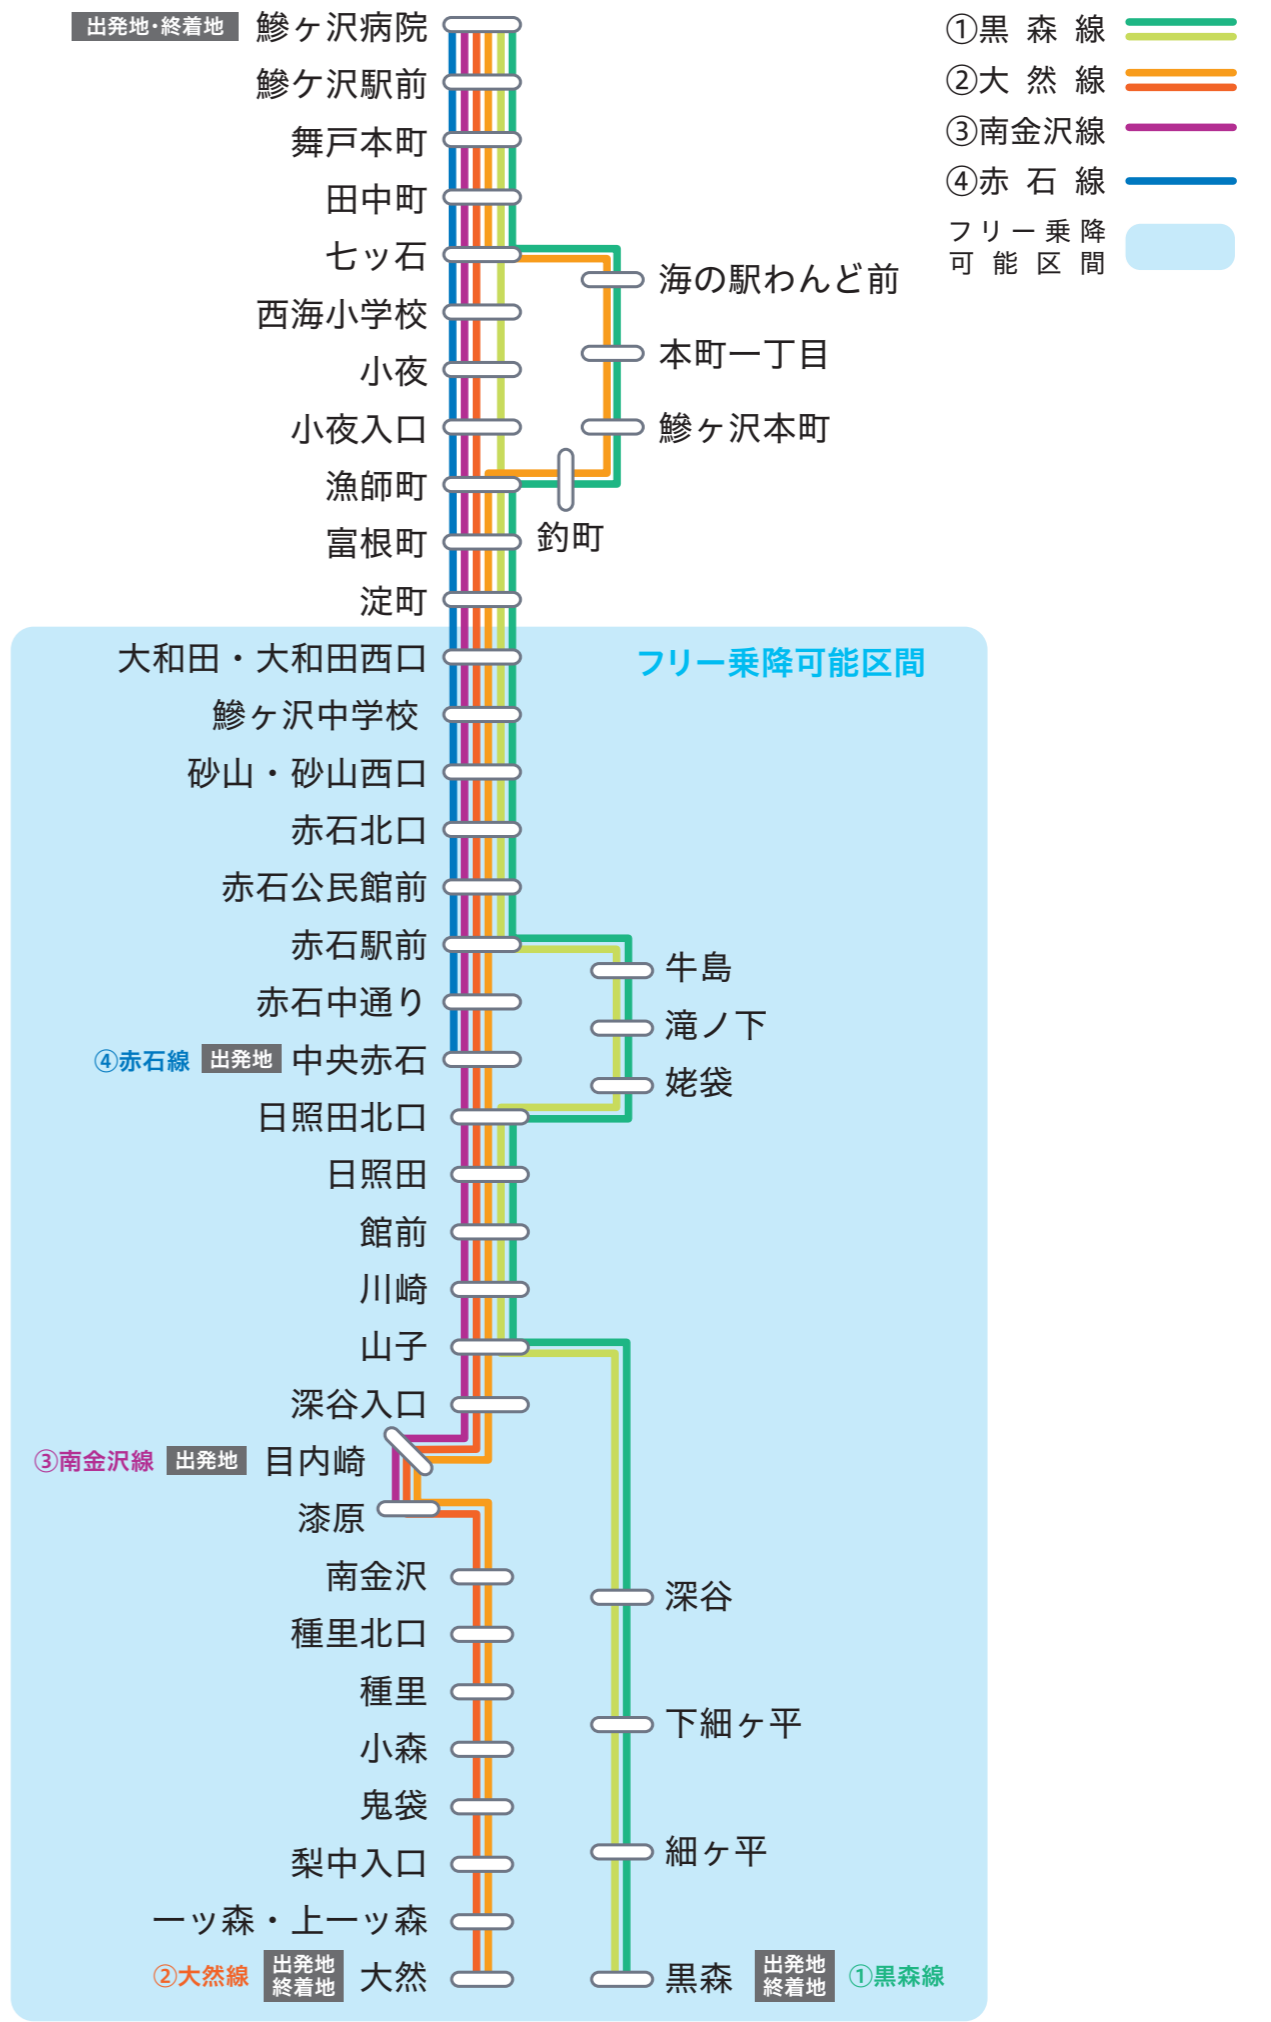 出発地・終着地 鰺ヶ沢病院
鰺ケ沢駅前
舞戸本町
田中町
七ッ石
西海小学校
小夜
小夜入口
漁師町
富根町
淀町
大和田・大和田西口
鰺ヶ沢中学校
砂山・砂山西口
赤石北口
赤石公民館前
赤石駅前
赤石中通り
④赤石線 出発地 中央赤石
日照田北口
日照田
館前
川崎
山子
深谷入口
③南金沢線 出発地 目内崎
漆原
南金沢
種里北口
種里
小森
鬼袋
梨中入口
一ッ森・上一ッ森
②大然線 出発地
終着地 大然
海の駅わんど前
本町一丁目
鰺ヶ沢本町
釣町
フリー乗降可能区間
牛島
滝ノ下
姥袋
深谷
下細ヶ平
細ヶ平
黒森 出発地
終着地 ①黒森線
①黒森線
②大然線
③南金沢線
④赤石線
フリー乗降
可能区間